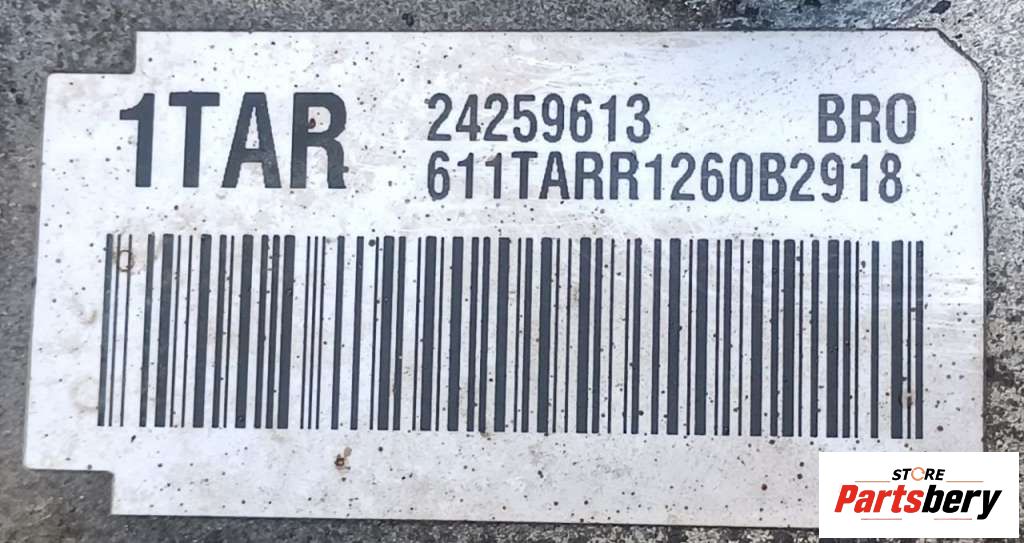 1TAR 24259613 BRO
611TARR1260B2918
STORE
Partsbery